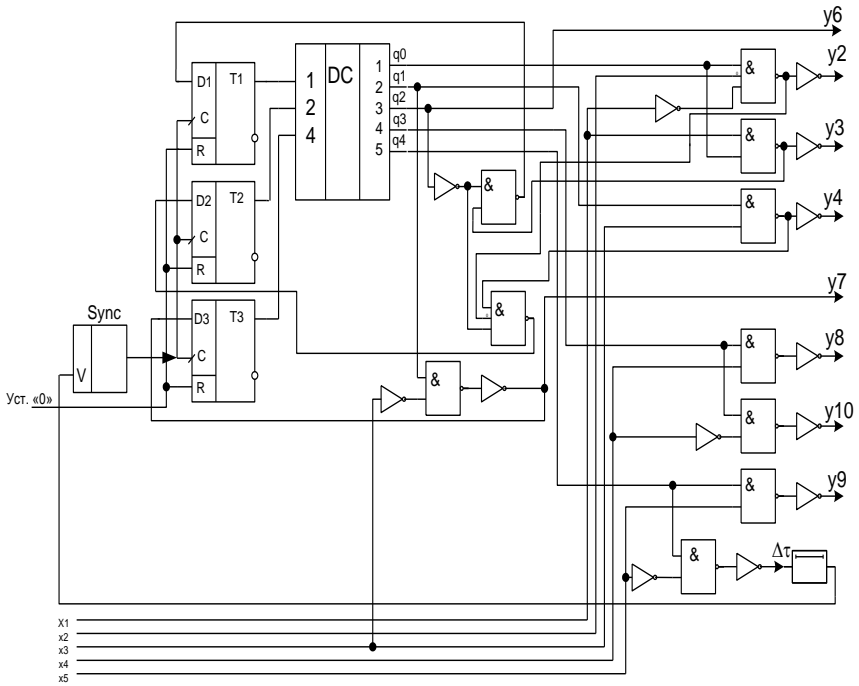 y6
q0
y2
D1
T1
1
DC
1
q1
&
2
q2
2
C
2
3
q3
y3
R
4
4
q4
&
5
D2
T2
&
y4
&
C
R
y7
Sync
D3
T3
&
C
y8
V
&
R
&
Уст. «0»
y10
&
y9
&
Δτ
&
X1
x2
x3
x4
x5